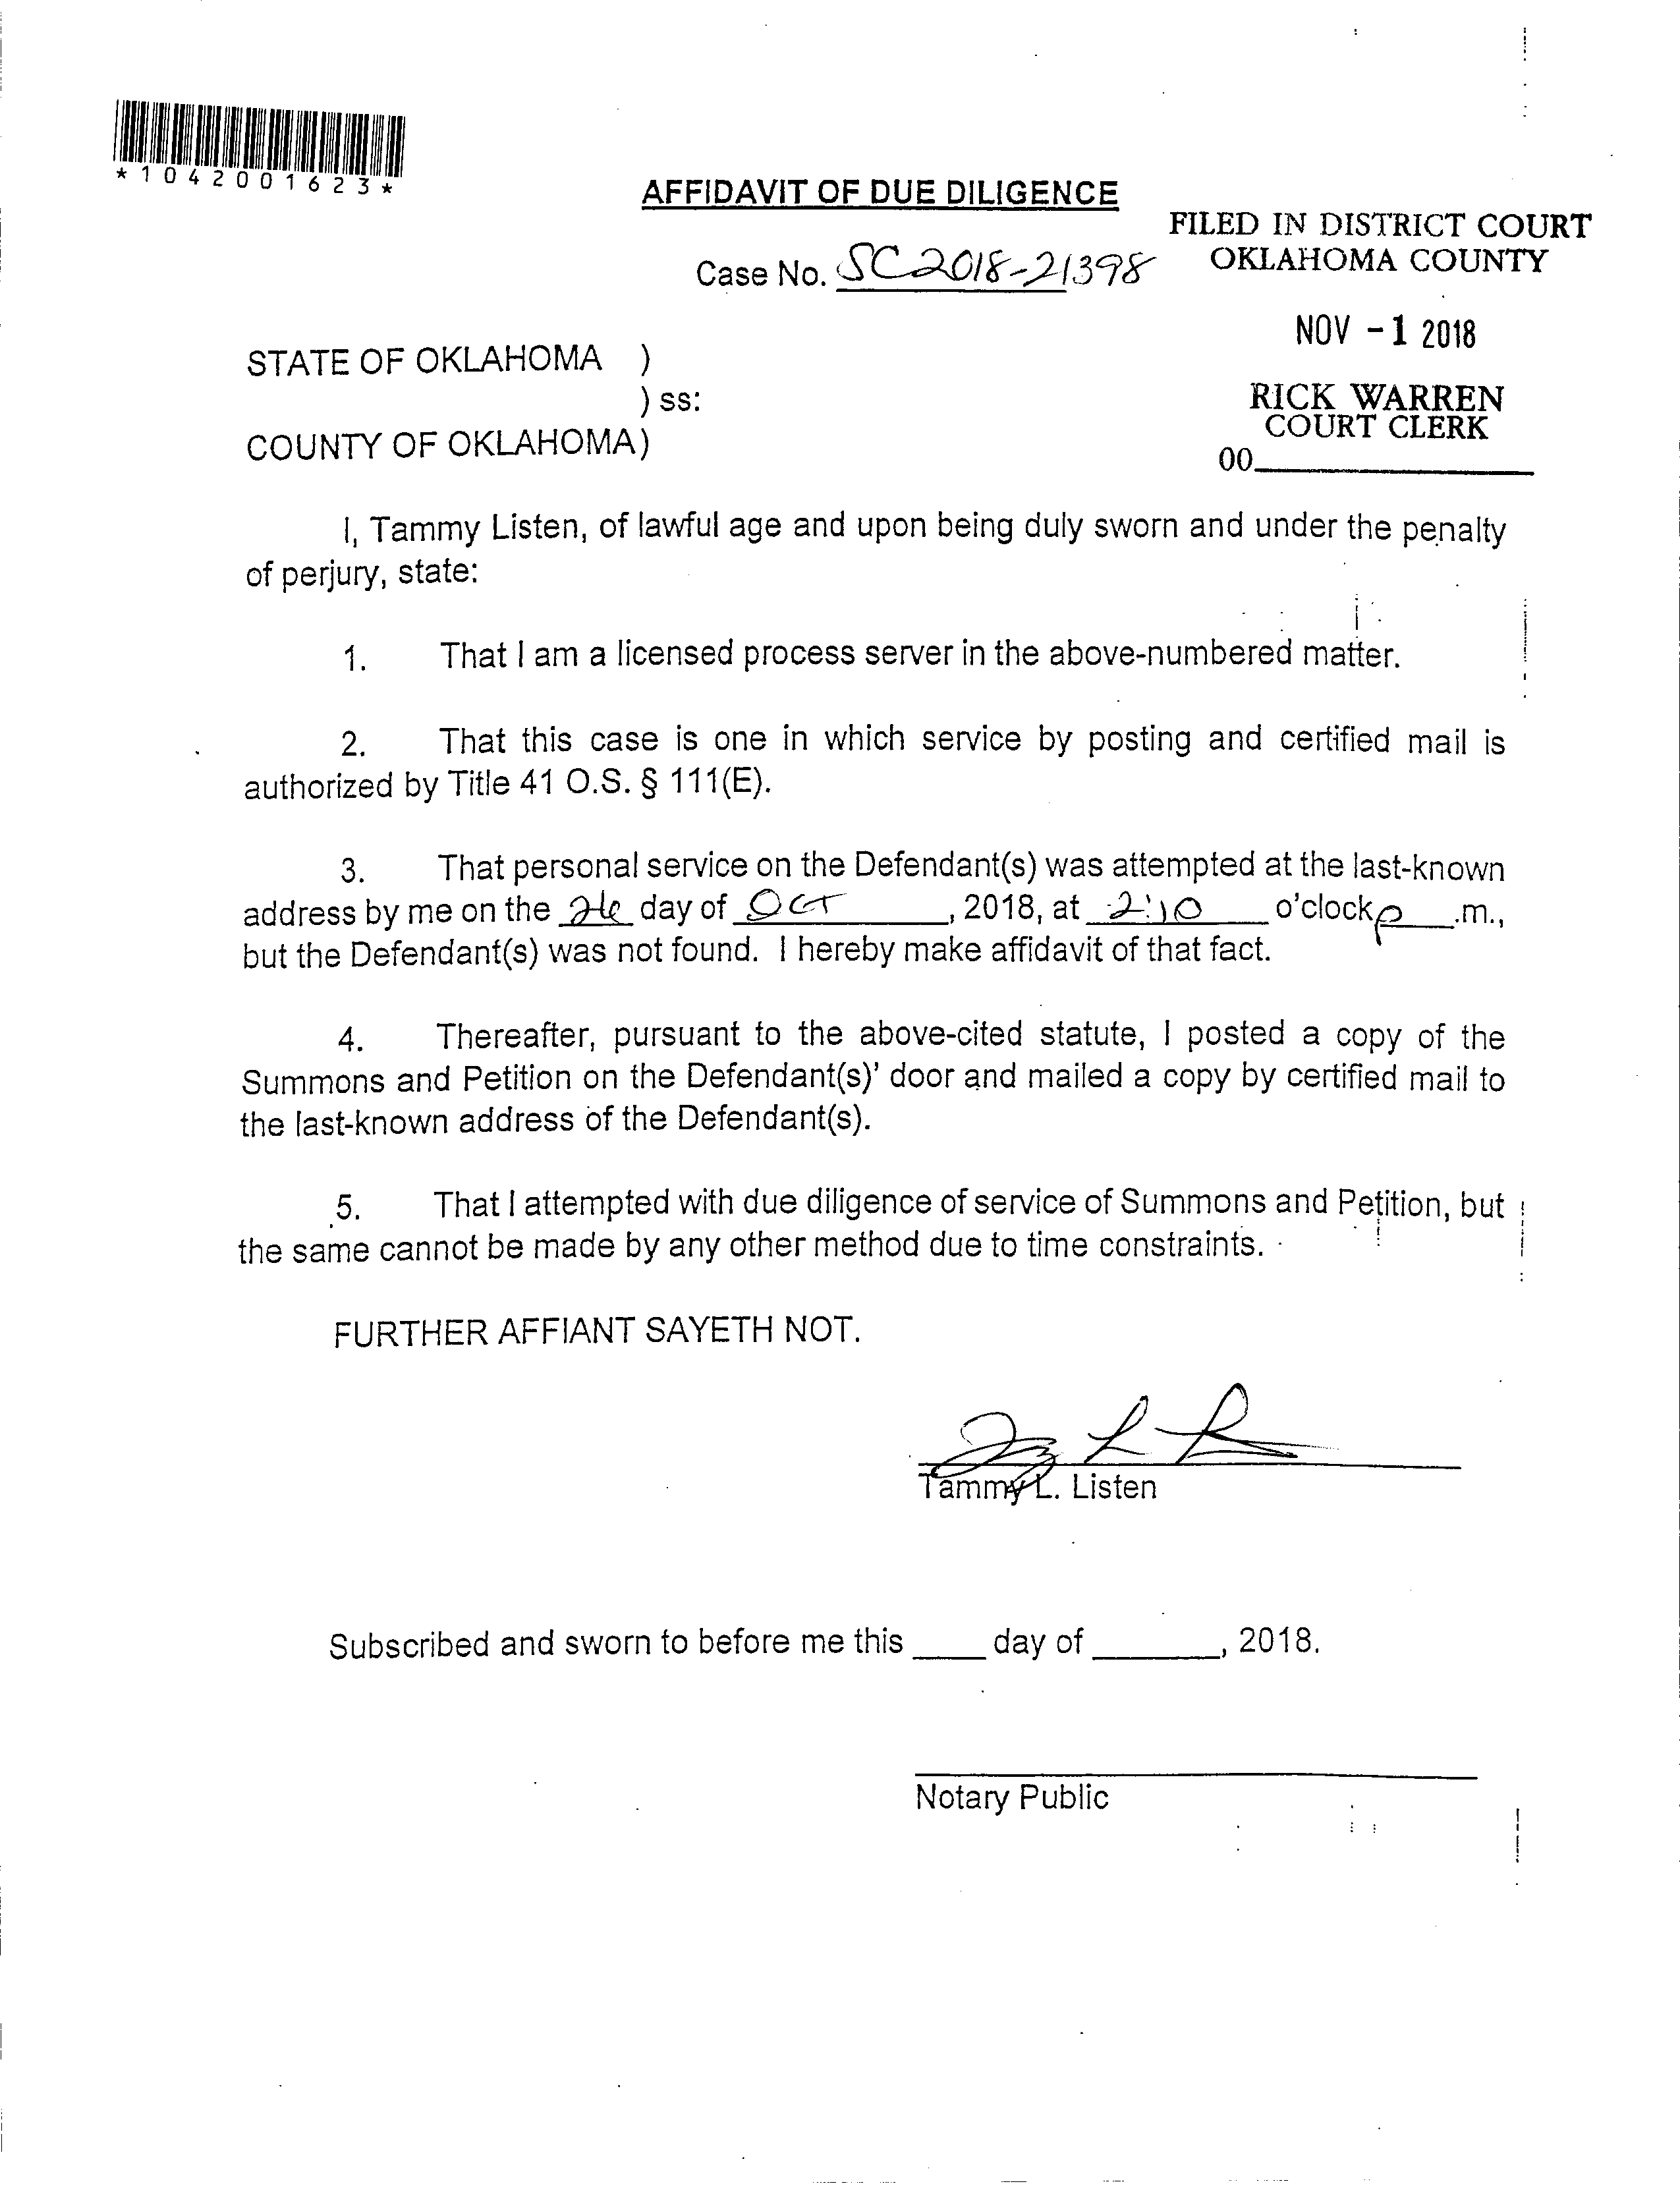 *1042001623*
AFFIDAVIT OF DUE DILIGENCE
FILED IN DISTRICT COURT
OKLAHOMA COUNTY
Case No. SC2018-21398
NOV -1 2018
STATE OF OKLAHOMA )
) ss:
RICK WARREN
COURT CLERK
COUNTY OF OKLAHOMA)
00
I, Tammy Listen, of lawful age and upon being duly sworn and under the penalty
of perjury, state:
1. That I am a licensed process server in the above-numbered matter.
2. That this case is one in which service by posting and certified mail is
authorized by Title 41 O.S. § 111(E).
3. That personal service on the Defendant(s) was attempted at the last-known
address by me on the day of OCT, 2018, at 2:10 o'clock p.m.,
but the Defendant(s) was not found. I hereby make affidavit of that fact.
4. Thereafter, pursuant to the above-cited statute, I posted a copy of the
Summons and Petition on the Defendant(s)' door and mailed a copy by certified mail to
the last-known address of the Defendant(s).
5. That I attempted with due diligence of service of Summons and Petition, but
the same cannot be made by any other method due to time constraints.
FURTHER AFFIANT SAYETH NOT.
Tammy L. Listen
Subscribed and sworn to before me this ____ day of _______, 2018.
Notary Public